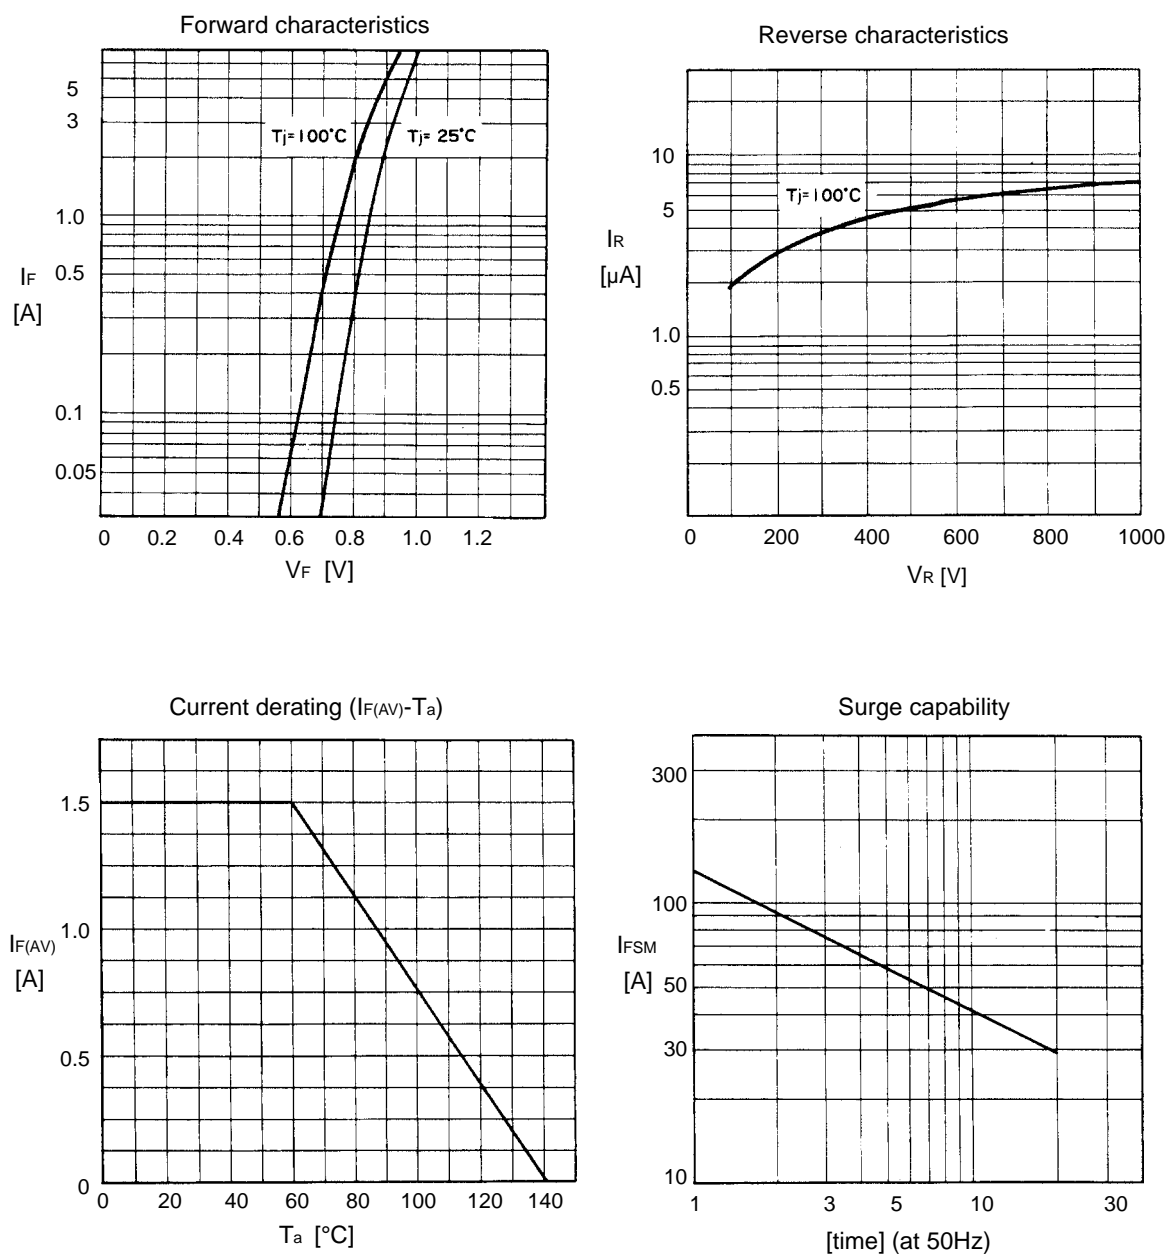 Forward characteristics
5
3
1.0
0.5
0.1
0.05
IF
[A]
Tj=100°C
Tj=25°C
0 0.2 0.4 0.6 0.8 1.0 1.2
VF [V]
Reverse characteristics
10
5
1.0
0.5
IR
[µA]
Tj=100°C
0 200 400 600 800 1000
VR [V]
Current derating (IF(AV)-Ta)
1.5
1.0
0.5
0
IF(AV)
[A]
0 20 40 60 80 100 120 140
Ta [°C]
Surge capability
300
100
50
30
10
IFSM
[A]
1 3 5 10 30
[time] (at 50Hz)